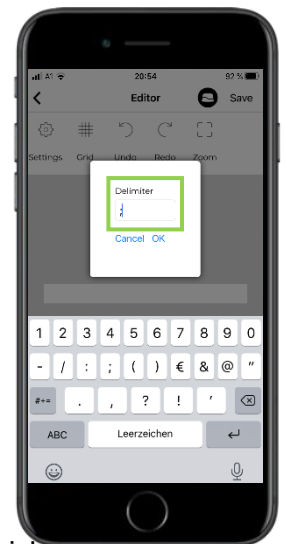 A1 20:54 92 %
Editor Save
Settings Grid Undo Redo Zoom
Delimiter
;
Cancel OK
1 2 3 4 5 6 7 8 9 0
- / : ; ( ) € & @ "
#+= . , ? ! ' 
ABC Leerzeichen